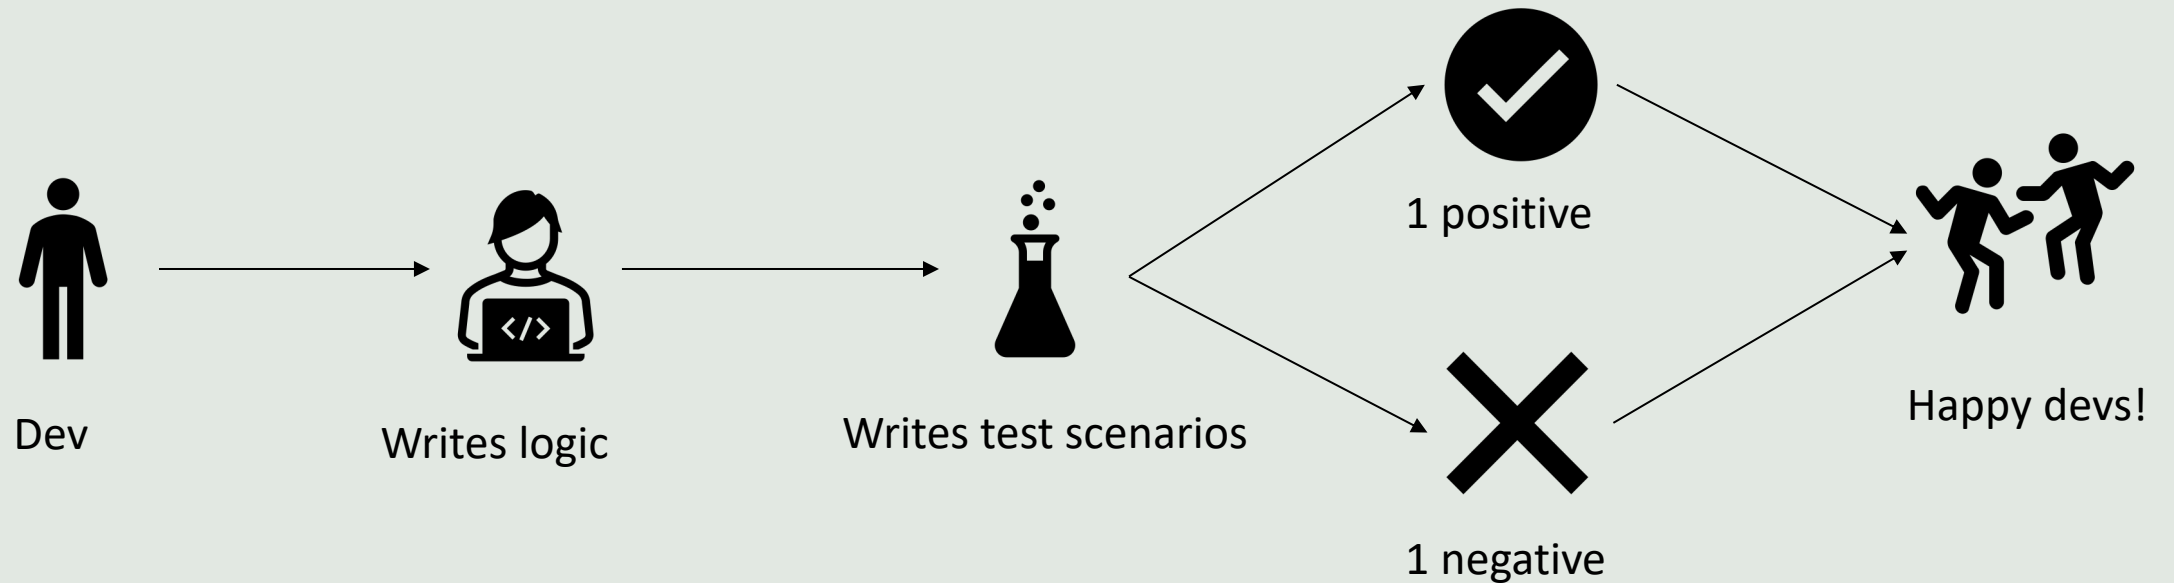 Dev
Writes logic
</>
Writes test scenarios
1 positive
1 negative
Happy devs!